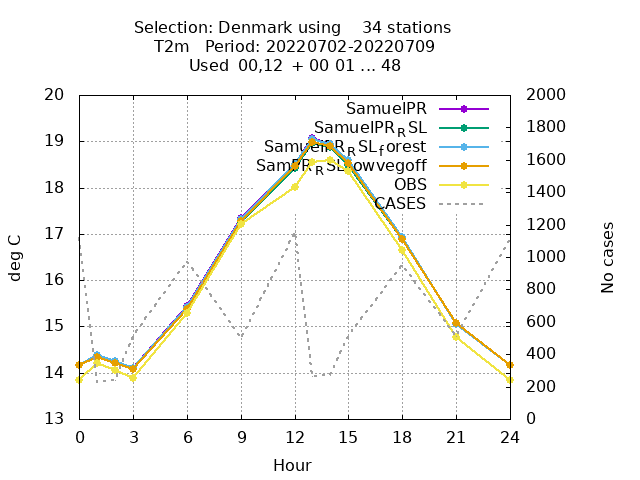 Selection: Denmark using 34 stations
T2m Period: 20220702-20220709
Used 00,12 + 00 01 ... 48
20 2000
SamuelPR
1800
SamuelPR_RSL
19
SamuelPR_RSL_forest
1600
OBS
18
1400
CASES
17 1200
deg C
No cases
16 1000
800
15 600
400
14
200
13 0
0 3 6 9 12 15 18 21 24
Hour